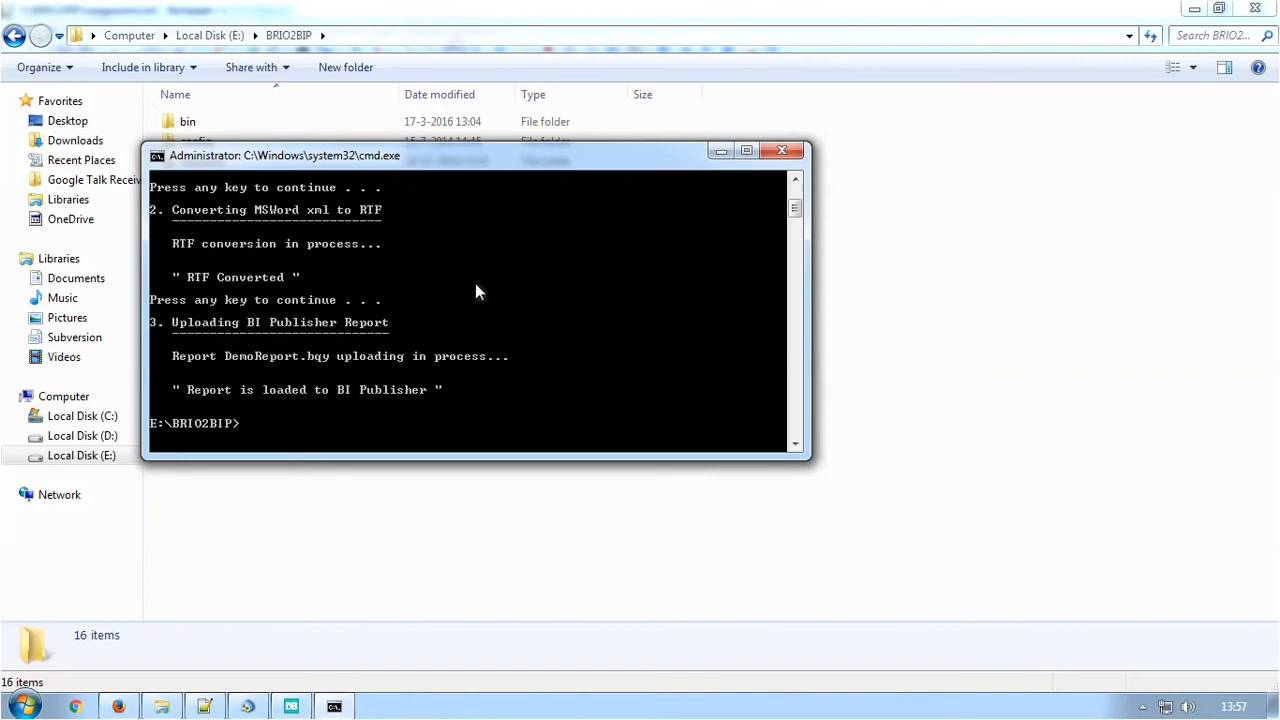 Computer Local Disk (E:) BRIO2BIP
Search BRIO2...
Organize Include in library Share with New folder
Name Date modified Type Size
Favorites
Desktop
Downloads
Recent Places
Google Talk Receiv
Libraries
OneDrive
Libraries
Documents
Music
Pictures
Subversion
Videos
Computer
Local Disk (C:)
Local Disk (D:)
Local Disk (E:)
Network
bin 17-3-2016 13:04 File folder
Administrator: C:\Windows\system32\cmd.exe
Press any key to continue . . .
2. Converting MSWord xml to RTF
-----------------------------
RTF conversion in process...
" RTF Converted "
Press any key to continue . . .
3. Uploading BI Publisher Report
-----------------------------
Report DemoReport.bqy uploading in process...
" Report is loaded to BI Publisher "
E:\BRIO2BIP>
16 items
16 items
13:57